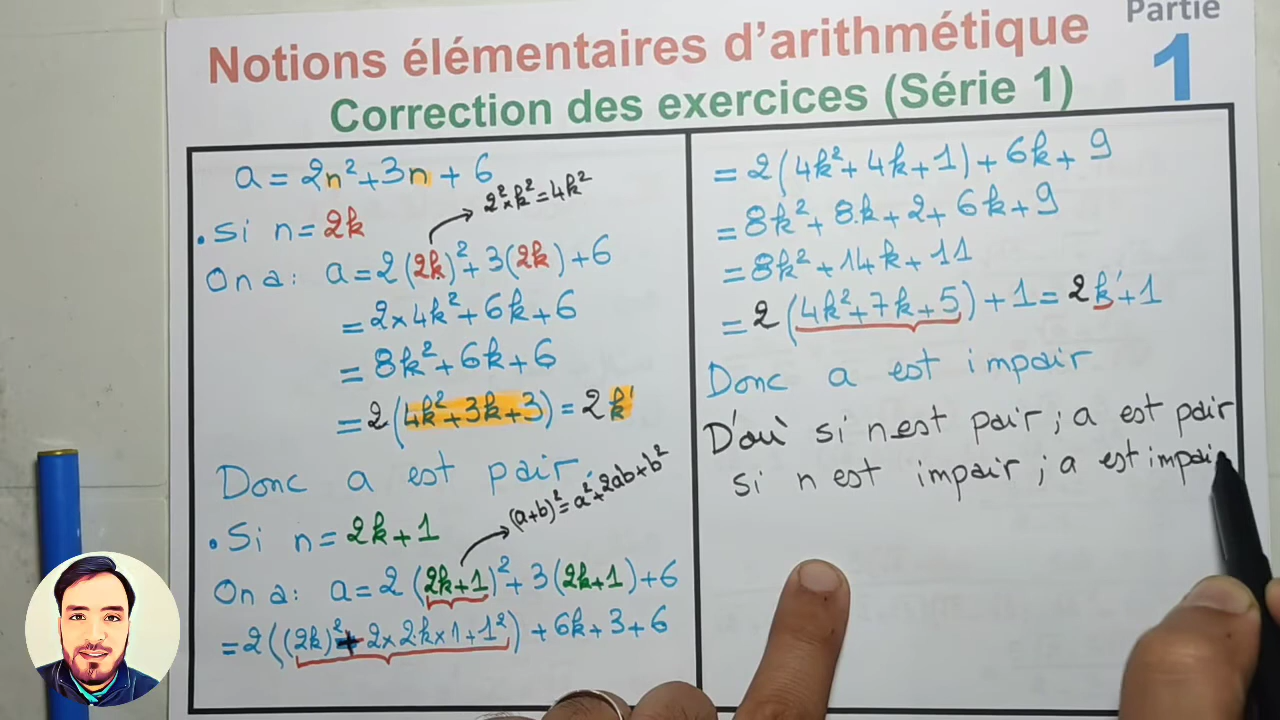 Partie
1
Notions élémentaires d'arithmétique
Correction des exercices (Série 1)
a = 2n² + 3n + 6
2² × k² = 4k²
. Si n = 2k
On a : a = 2(2k)² + 3(2k) + 6
= 2 × 4k² + 6k + 6
= 8k² + 6k + 6
= 2(4k² + 3k + 3) = 2k'
Donc a est pair.
(a+b)² = a² + 2ab + b²
. Si n = 2k + 1
On a : a = 2(2k+1)² + 3(2k+1) + 6
= 2((2k)² + 2×2k×1 + 1²) + 6k + 3 + 6
= 2(4k² + 4k + 1) + 6k + 9
= 8k² + 8k + 2 + 6k + 9
= 8k² + 14k + 11
= 2(4k² + 7k + 5) + 1 = 2k' + 1
Donc a est impair
D'où si n est pair ; a est pair
si n est impair ; a est impai